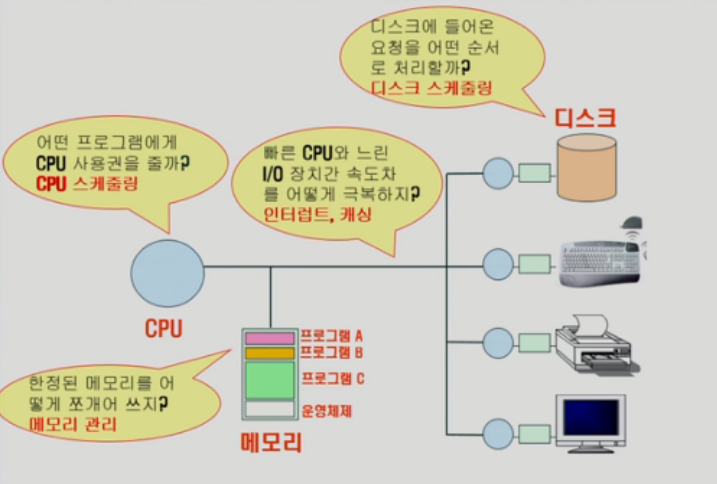 디스크에 들어온
요청을 어떤 순서
로 처리할까?
디스크 스케줄링
디스크
어떤 프로그램에게
CPU 사용권을 줄까?
CPU 스케줄링
빠른 CPU와 느린
I/O 장치간 속도차
를 어떻게 극복하지?
인터럽트, 캐싱
CPU
프로그램 A
프로그램 B
프로그램 C
운영체제
메모리
한정된 메모리를 어
떻게 쪼개어 쓰지?
메모리 관리